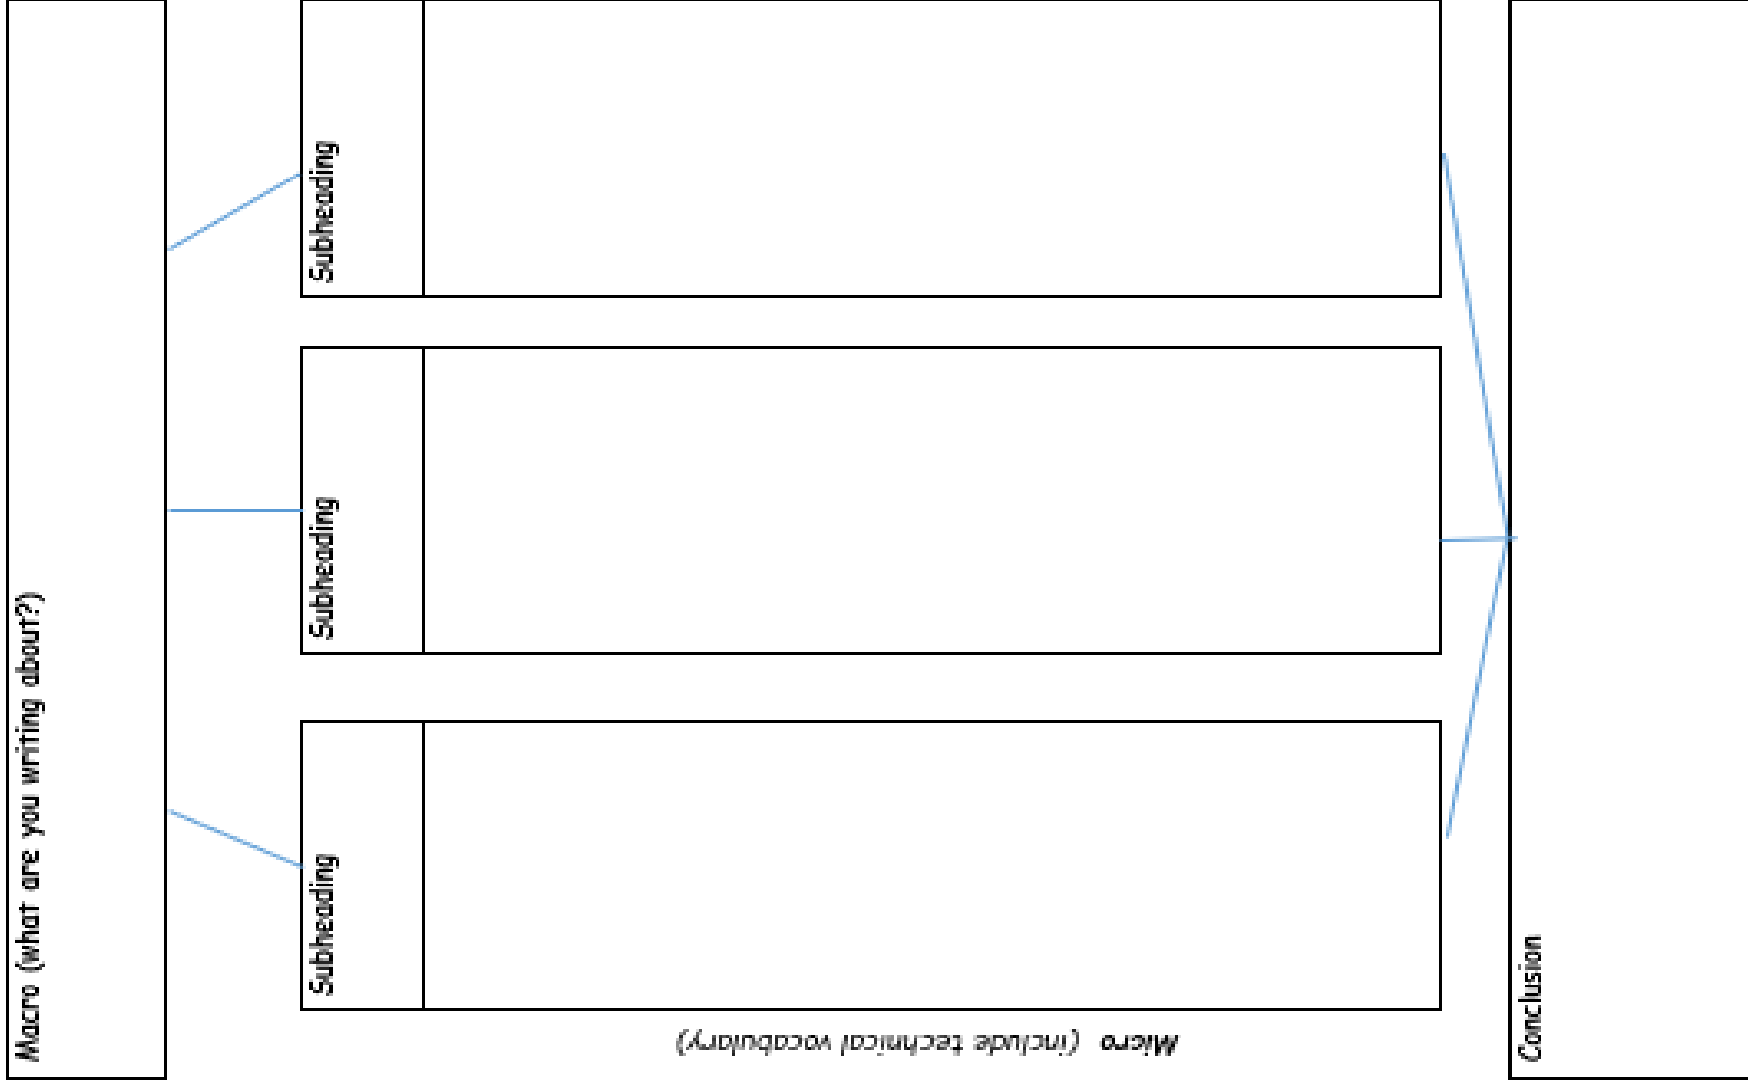 Macro (what are you writing about?)
Subheading
Subheading
Subheading
Micro (include technical vocabulary)
Conclusion